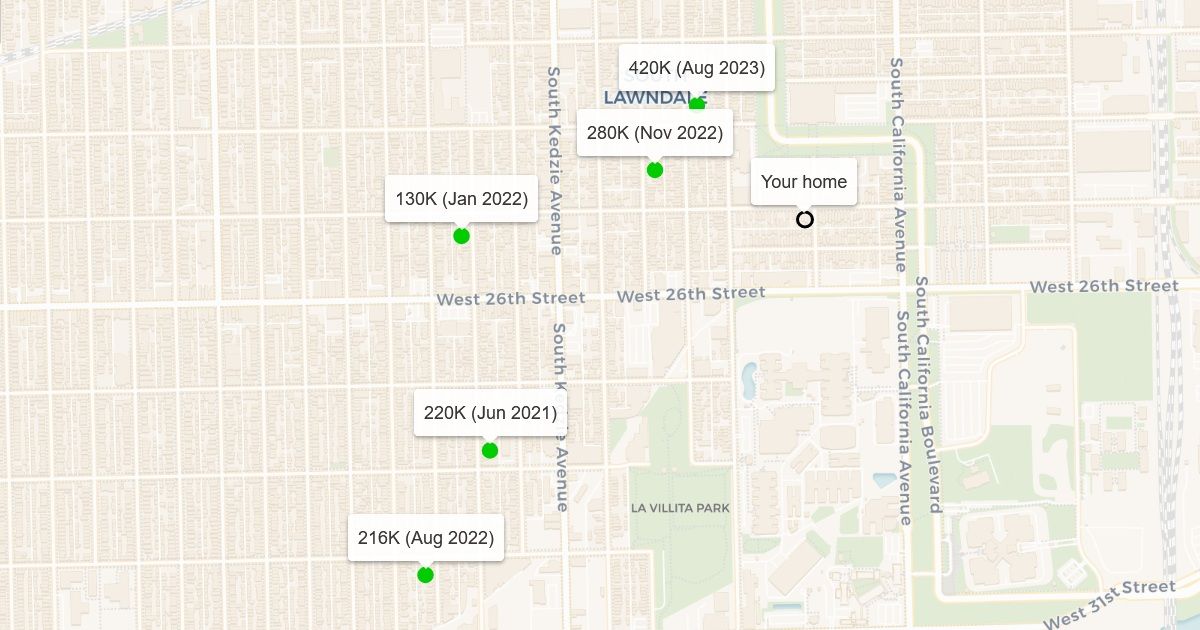 420K (Aug 2023)
LAWNDALE
280K (Nov 2022)
Your home
130K (Jan 2022)
South Kedzie Avenue
South California Avenue
West 26th Street
West 26th Street
West 26th Street
220K (Jun 2021)
South California Avenue
South California Boulevard
Avenue
LA VILLITA PARK
216K (Aug 2022)
West 31st Street